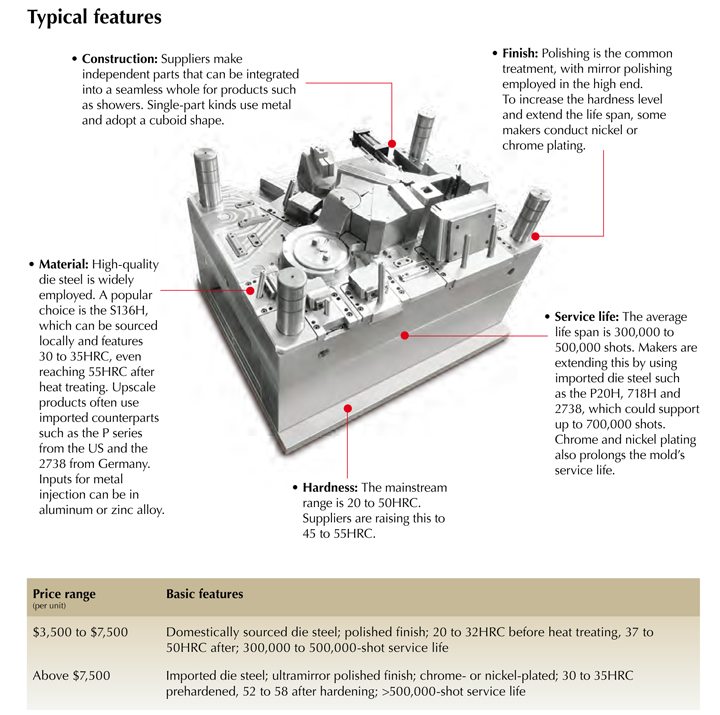 Typical features
• Construction: Suppliers make
independent parts that can be integrated
into a seamless whole for products such
as showers. Single-part kinds use metal
and adopt a cuboid shape.
• Finish: Polishing is the common
treatment, with mirror polishing
employed in the high end.
To increase the hardness level
and extend the life span, some
makers conduct nickel or
chrome plating.
• Material: High-quality
die steel is widely
employed. A popular
choice is the S136H,
which can be sourced
locally and features
30 to 35HRC, even
reaching 55HRC after
heat treating. Upscale
products often use
imported counterparts
such as the P series
from the US and the
2738 from Germany.
Inputs for metal
injection can be in
aluminum or zinc alloy.
• Service life: The average
life span is 300,000 to
500,000 shots. Makers are
extending this by using
imported die steel such
as the P20H, 718H and
2738, which could support
up to 700,000 shots.
Chrome and nickel plating
also prolongs the mold’s
service life.
• Hardness: The mainstream
range is 20 to 50HRC.
Suppliers are raising this to
45 to 55HRC.
Price range
(per unit)
Basic features
$3,500 to $7,500
Domestically sourced die steel; polished finish; 20 to 32HRC before heat treating, 37 to
50HRC after; 300,000 to 500,000-shot service life
Above $7,500
Imported die steel; ultramirror polished finish; chrome- or nickel-plated; 30 to 35HRC
prehardened, 52 to 58 after hardening; >500,000-shot service life